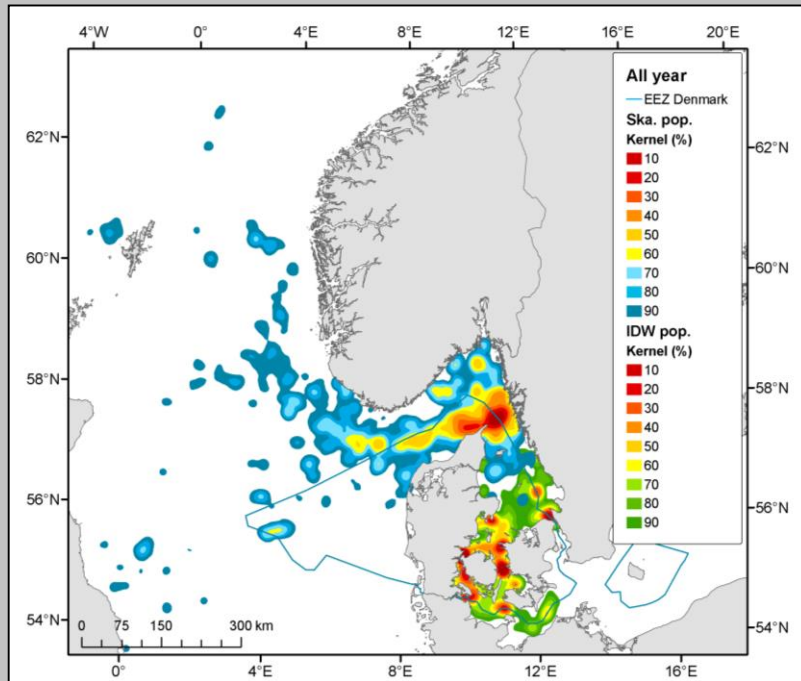 4°W 0° 4°E 8°E 12°E 16°E 20°E
All year
EEZ Denmark
Ska. pop.
Kernel (%)
10
20
30
40
50
60
70
80
90
IDW pop.
Kernel (%)
10
20
30
40
50
60
70
80
90
62°N 62°N
60°N 60°N
58°N 58°N
56°N 56°N
54°N 54°N
0 75 150 300 km
0° 4°E 8°E 12°E 16°E